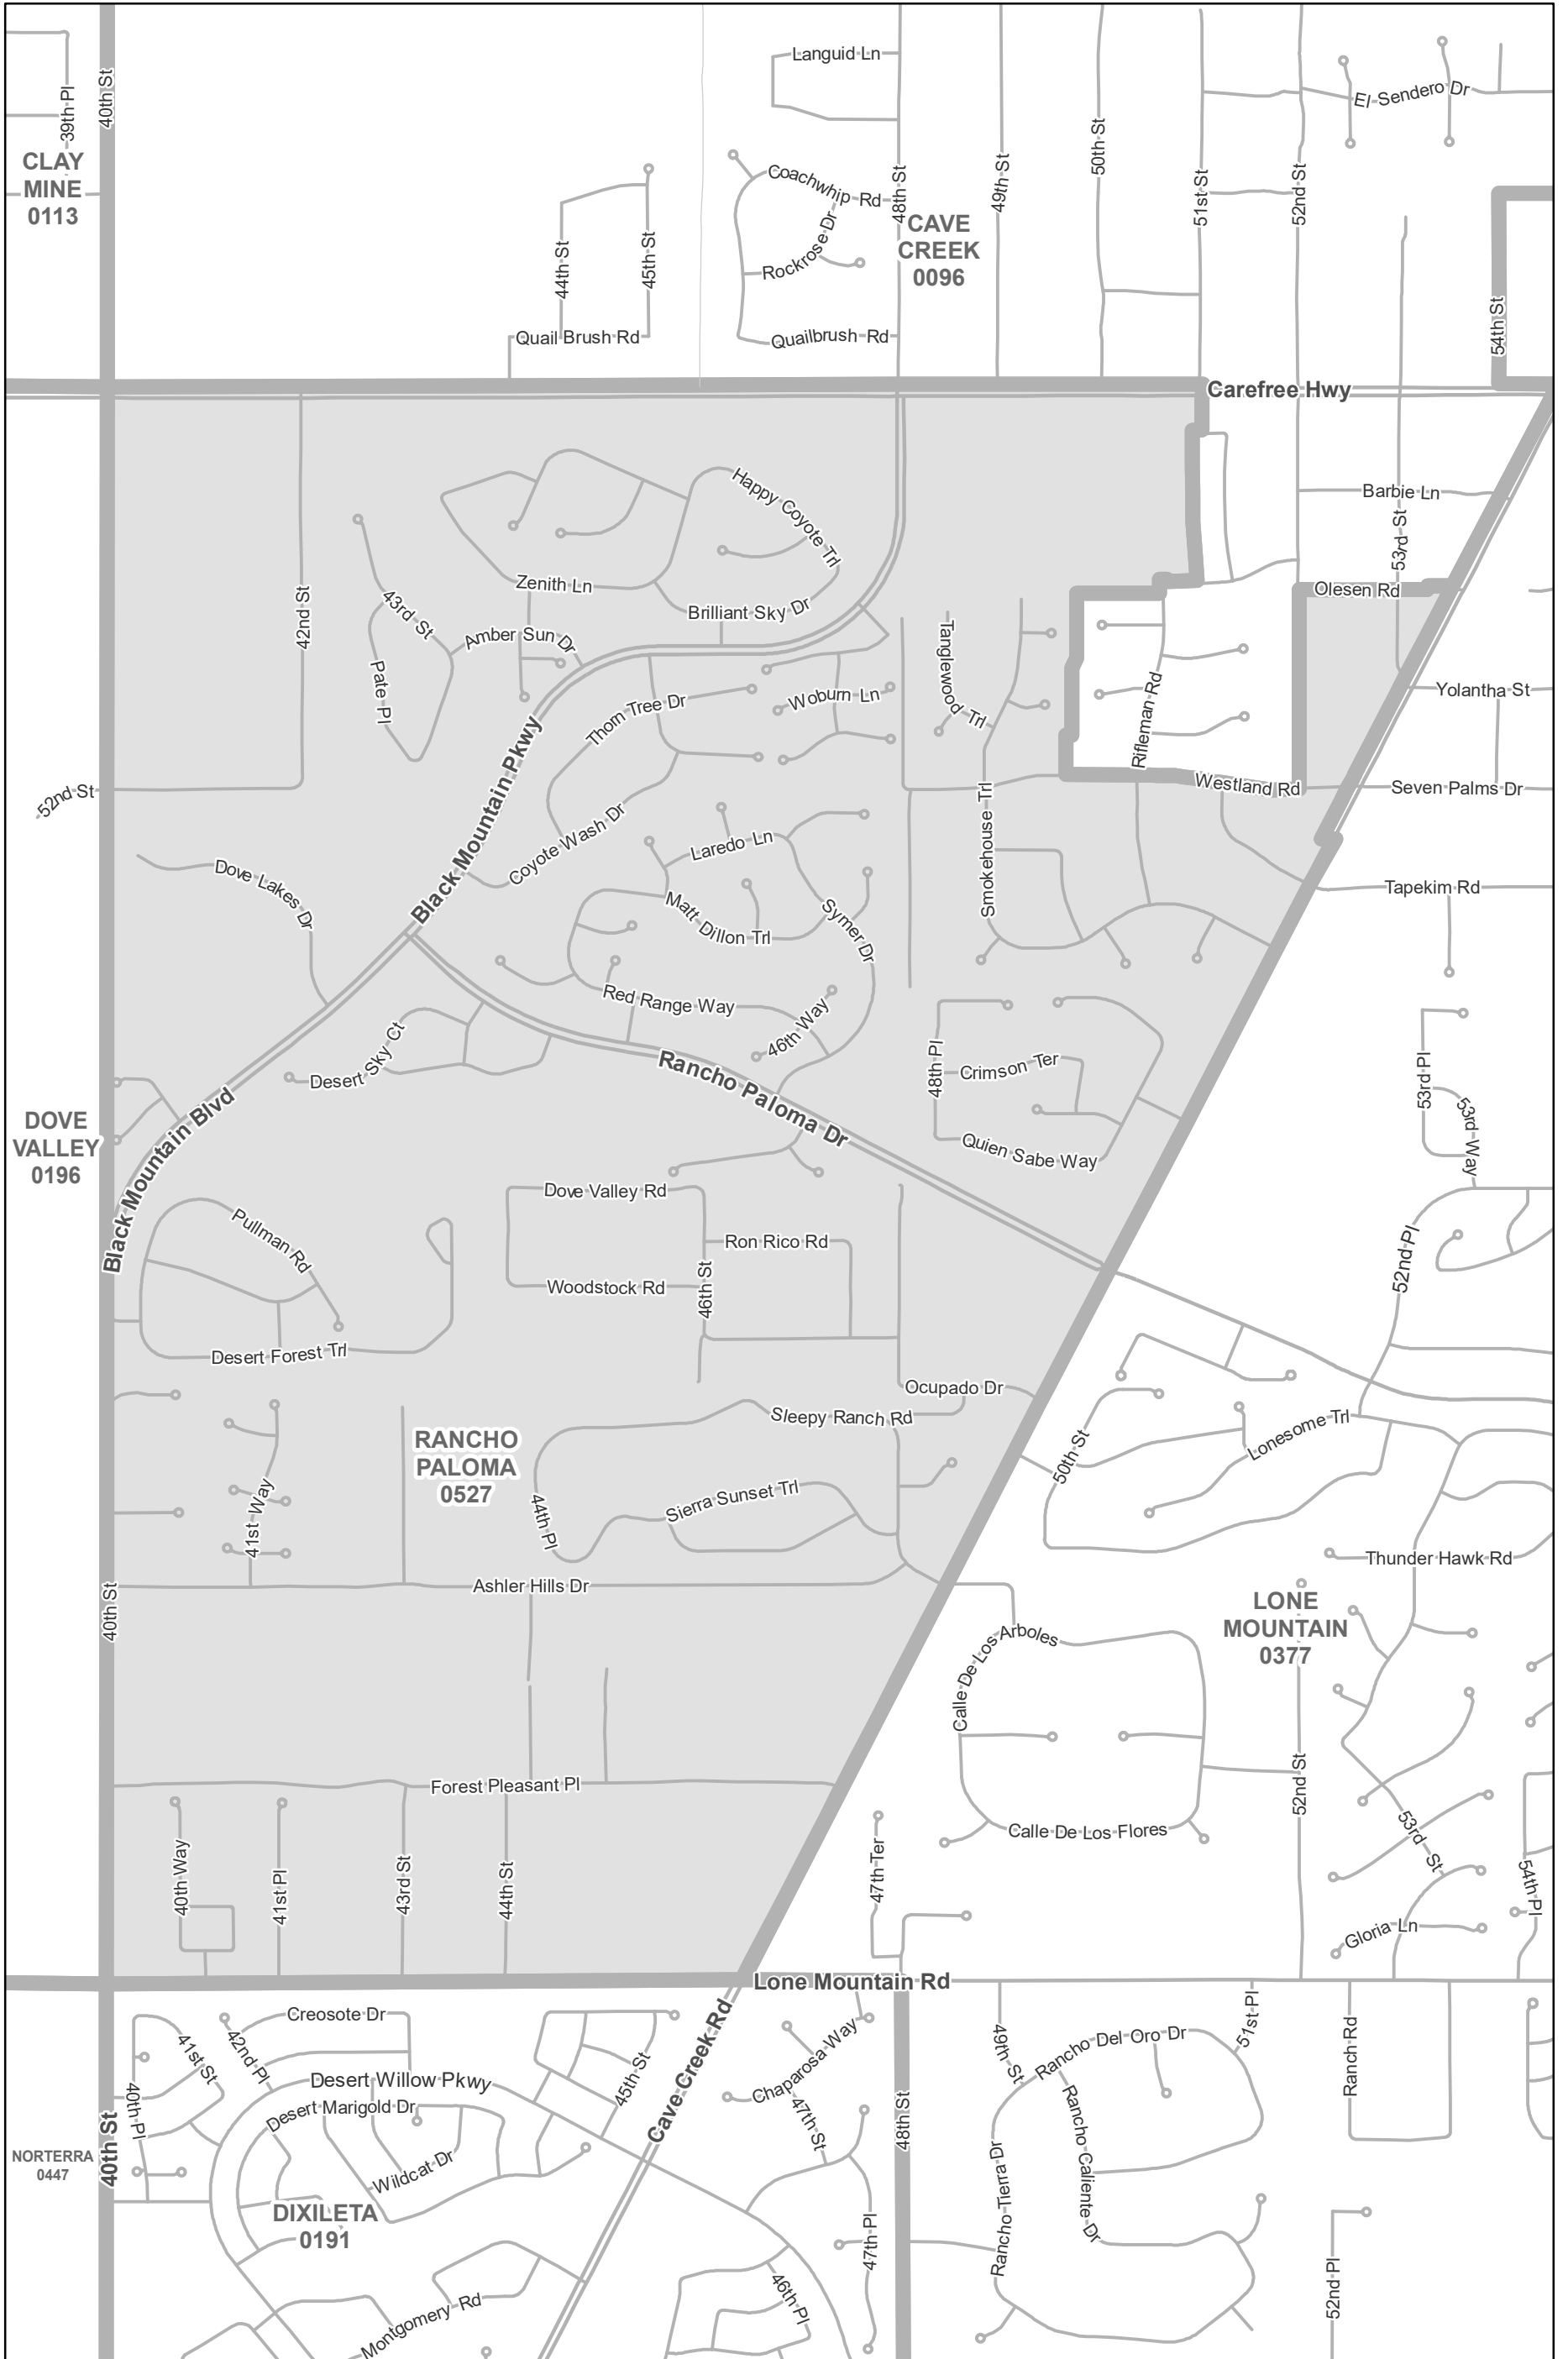 Languid Ln
39th Pl
40th St
El Sendero Dr
50th St
CLAY
MINE
0113
Coachwhip Rd
48th St
49th St
51st St
52nd St
Rockrose Dr
CAVE
CREEK
0096
44th St
45th St
Quail Brush Rd
Quailbrush Rd
54th St
Carefree Hwy
Happy Coyote Trl
Barbie Ln
53rd St
Zenith Ln
Olesen Rd
42nd St
43rd St
Brilliant Sky Dr
Amber Sun Dr
Tanglewood Trl
Pate Pl
Thorn Tree Dr
Woburn Ln
Yolantha St
Rifleman Rd
Black Mountain Pkwy
52nd St
Westland Rd
Seven Palms Dr
Coyote Wash Dr
Laredo Ln
Smokehouse Trl
Dove Lakes Dr
Tapekim Rd
Matt Dillon Trl
Symer Dr
Red Range Way
46th Way
Desert Sky Ct
48th Pl
Crimson Ter
Rancho Paloma Dr
53rd Pl
53rd Way
DOVE
VALLEY
0196
Black Mountain Blvd
Quien Sabe Way
Dove Valley Rd
Pullman Rd
Ron Rico Rd
52nd Pl
Woodstock Rd
46th St
Desert Forest Trl
Ocupado Dr
Sleepy Ranch Rd
Lonesome Trl
50th St
RANCHO
PALOMA
0527
41st Way
44th Pl
Sierra Sunset Trl
Thunder Hawk Rd
Ashler Hills Dr
40th St
LONE
MOUNTAIN
0377
Calle De Los Arboles
Forest Pleasant Pl
52nd St
Calle De Los Flores
53rd St
40th Way
41st Pl
43rd St
44th St
47th Ter
54th Pl
Gloria Ln
Lone Mountain Rd
Creosote Dr
41st St
42nd Pl
45th St
Cave Creek Rd
Chaparosa Way
49th St
Rancho Del Oro Dr
51st Pl
Ranch Rd
Desert Willow Pkwy
40th Pl
Desert Marigold Dr
47th St
48th St
Rancho Caliente Dr
40th St
NORTERRA
0447
Wildcat Dr
Rancho Tierra Dr
DIXILETA
0191
47th Pl
46th Pl
52nd Pl
Montgomery Rd